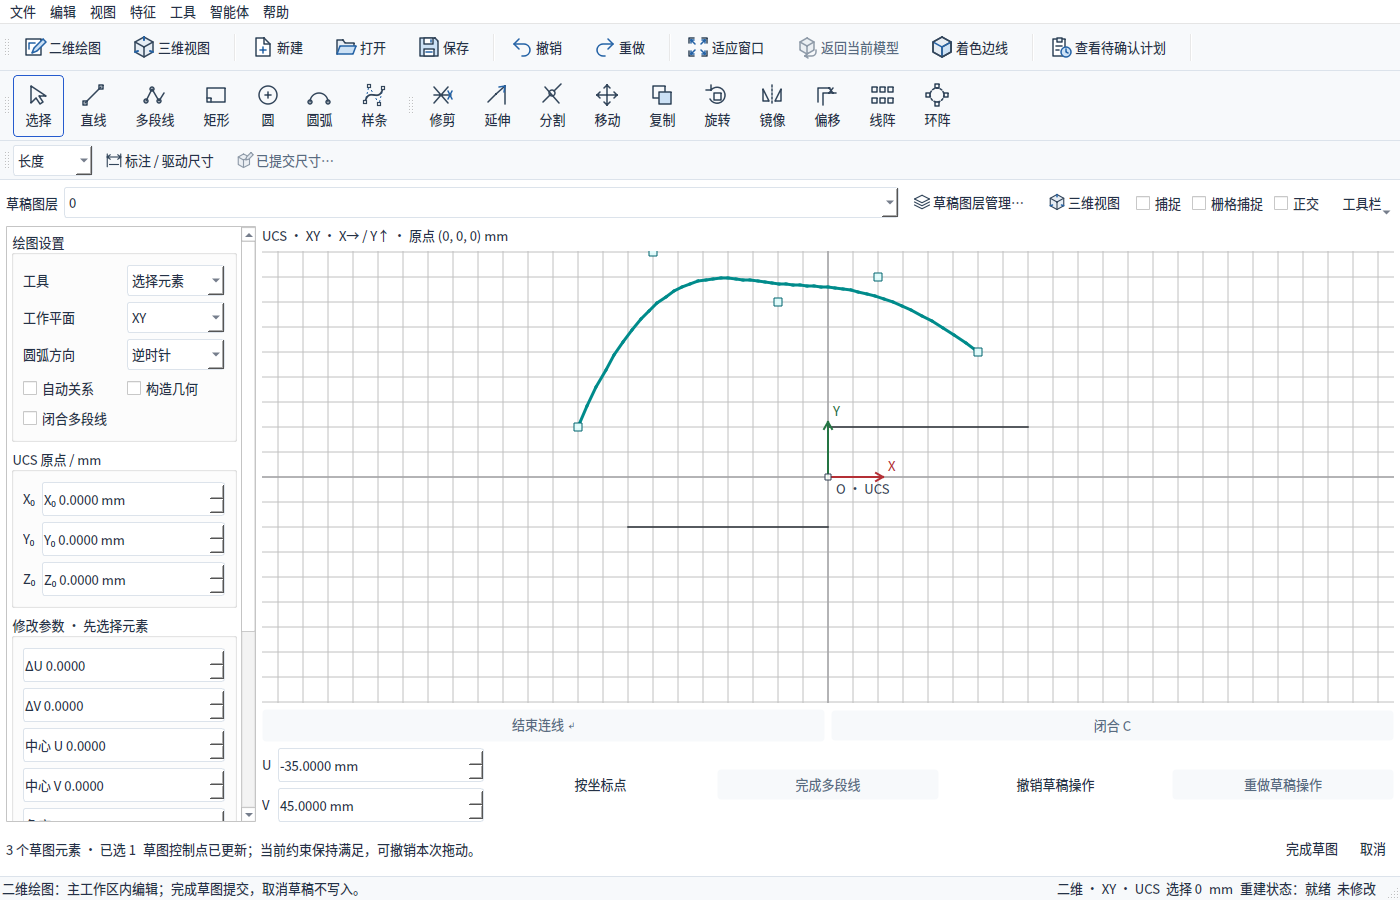 文件 编辑 视图 特征 工具 智能体 帮助
二维绘图 三维视图 新建 打开 保存 撤销 重做 适应窗口 返回当前模型 着色边线 查看待确认计划
选择 直线 多段线 矩形 圆 圆弧 样条 修剪 延伸 分割 移动 复制 旋转 镜像 偏移 线阵 环阵
长度 标注 / 驱动尺寸 已提交尺寸…
草稿图层 0 草稿图层管理… 三维视图 捕捉 栅格捕捉 正交 工具栏
绘图设置
工具 选择元素
工作平面 XY
圆弧方向 逆时针
自动关系 构造几何
闭合多段线
UCS 原点 / mm
X₀ X₀ 0.0000 mm
Y₀ Y₀ 0.0000 mm
Z₀ Z₀ 0.0000 mm
修改参数 · 先选择元素
ΔU 0.0000
ΔV 0.0000
中心 U 0.0000
中心 V 0.0000
UCS · XY · X→ / Y↑ · 原点 (0, 0, 0) mm
Y
X
O · UCS
结束连线 ↲ 闭合 C
U -35.0000 mm
V 45.0000 mm
按坐标点 完成多段线 撤销草稿操作 重做草稿操作
3 个草图元素 · 已选 1 草图控制点已更新；当前约束保持满足，可撤销本次拖动。 完成草图 取消
二维绘图：主工作区内编辑；完成草图提交，取消草稿不写入。 二维 · XY · UCS 选择 0 mm 重建状态：就绪 未修改